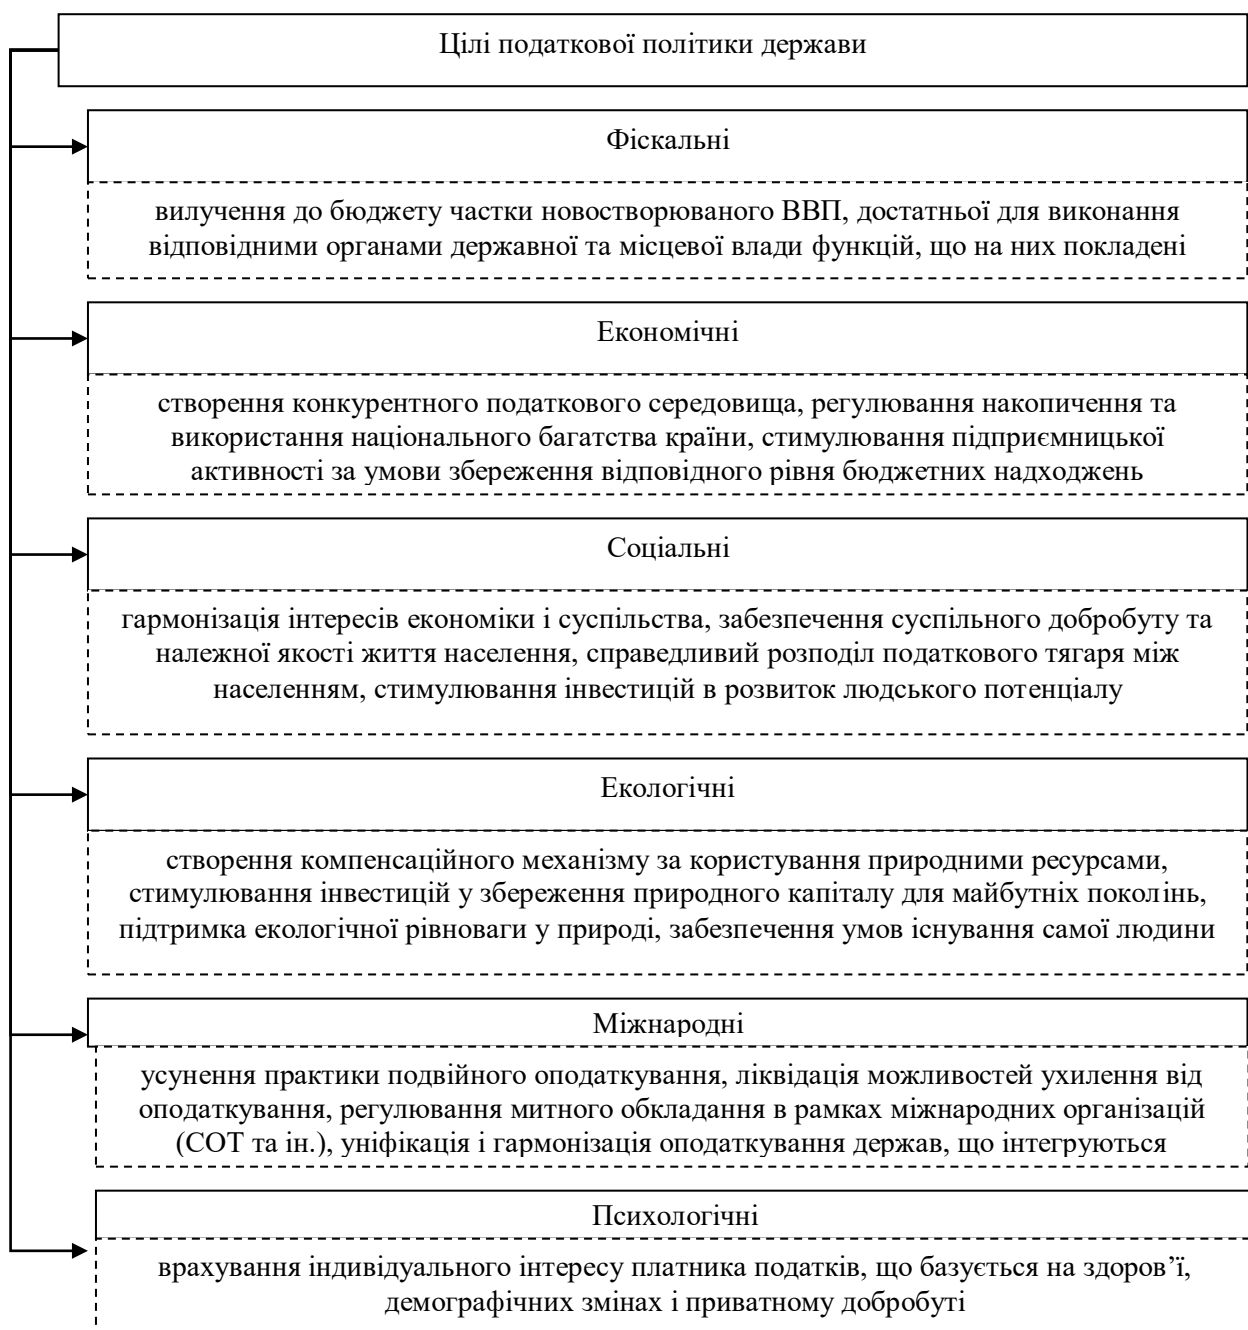 Цілі податкової політики держави
Фіскальні
вилучення до бюджету частки новостворюваного ВВП, достатньої для виконання
відповідними органами державної та місцевої влади функцій, що на них покладені
Економічні
створення конкурентного податкового середовища, регулювання накопичення та
використання національного багатства країни, стимулювання підприємницької
активності за умови збереження відповідного рівня бюджетних надходжень
Соціальні
гармонізація інтересів економіки і суспільства, забезпечення суспільного добробуту та
належної якості життя населення, справедливий розподіл податкового тягаря між
населенням, стимулювання інвестицій в розвиток людського потенціалу
Екологічні
створення компенсаційного механізму за користування природними ресурсами,
стимулювання інвестицій у збереження природного капіталу для майбутніх поколінь,
підтримка екологічної рівноваги у природі, забезпечення умов існування самої людини
Міжнародні
усунення практики подвійного оподаткування, ліквідація можливостей ухилення від
оподаткування, регулювання митного обкладання в рамках міжнародних організацій
(СОТ та ін.), уніфікація і гармонізація оподаткування держав, що інтегруються
Психологічні
врахування індивідуального інтересу платника податків, що базується на здоров’ї,
демографічних змінах і приватному добробуті